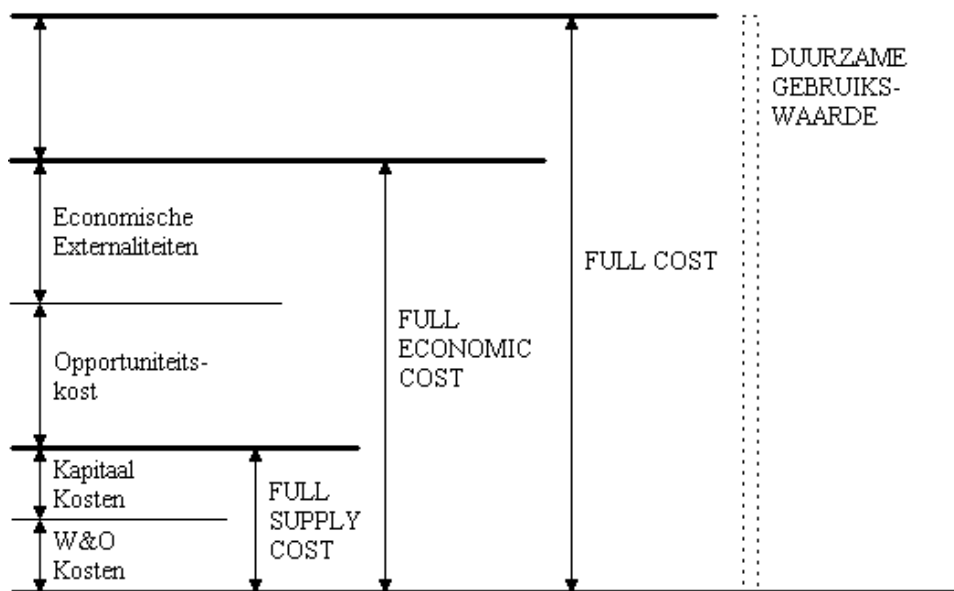 DUURZAME
GEBRUIKS-
WAARDE
Economische
Externaliteiten
FULL COST
FULL
ECONOMIC
COST
Opportuniteits-
kost
Kapitaal
Kosten
FULL
SUPPLY
COST
W&O
Kosten